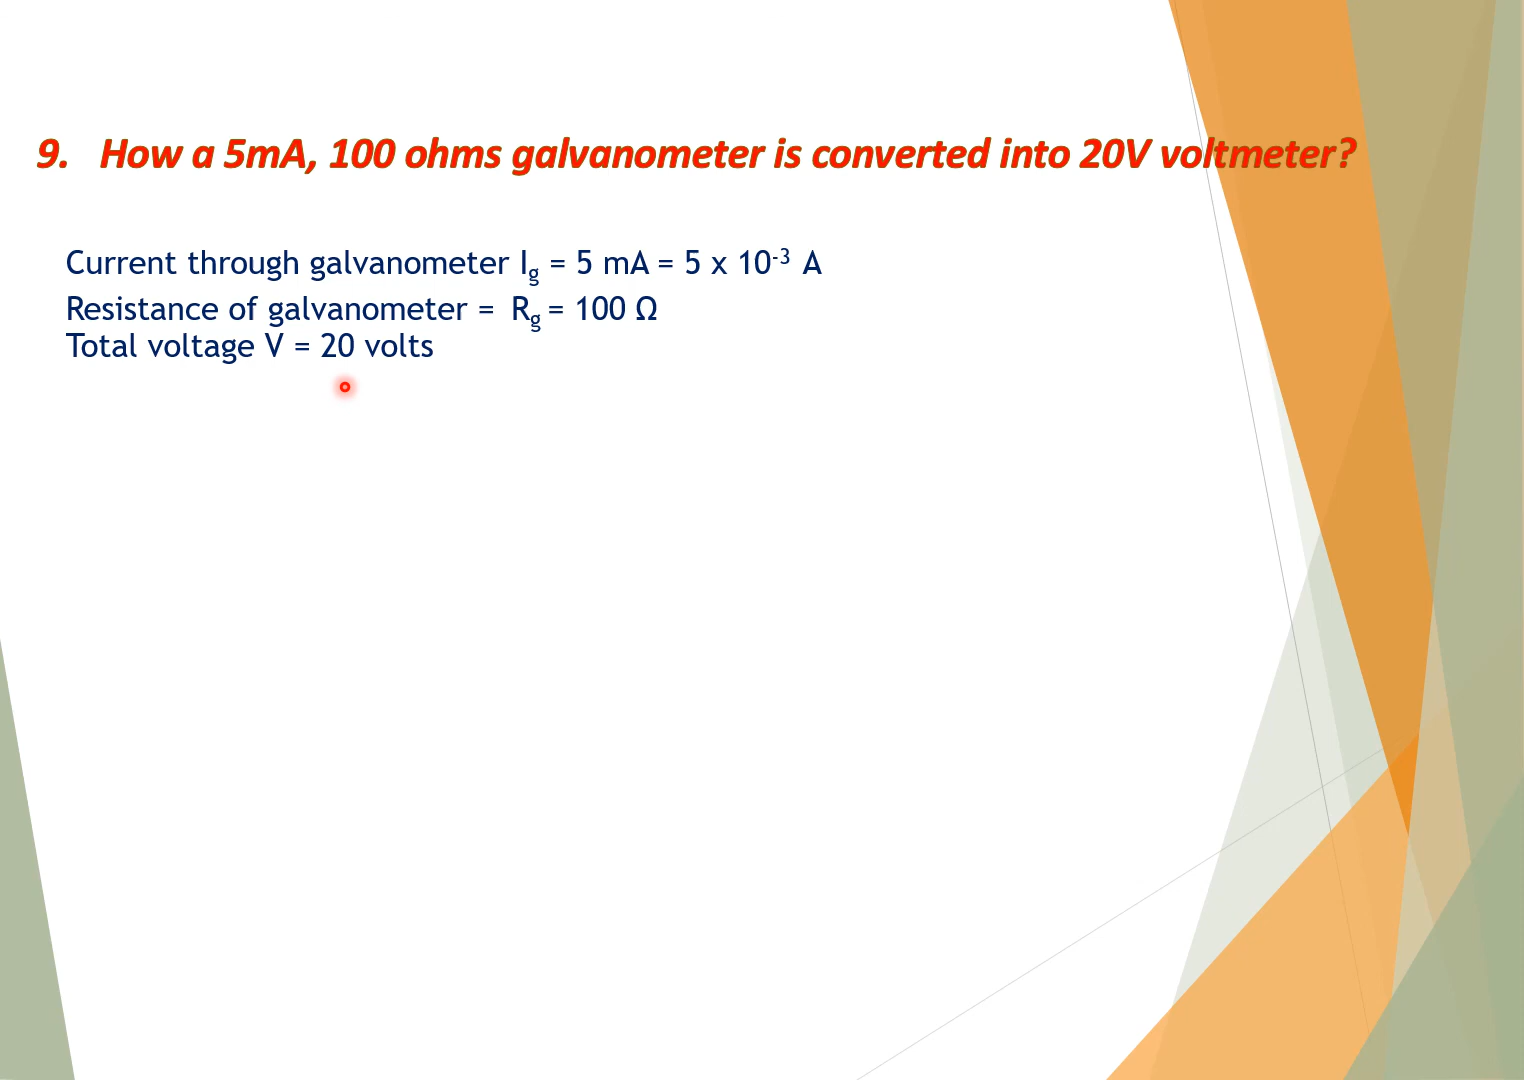 9. How a 5mA, 100 ohms galvanometer is converted into 20V voltmeter?
Current through galvanometer Ig = 5 mA = 5 x 10⁻³ A
Resistance of galvanometer = Rg = 100 Ω
Total voltage V = 20 volts